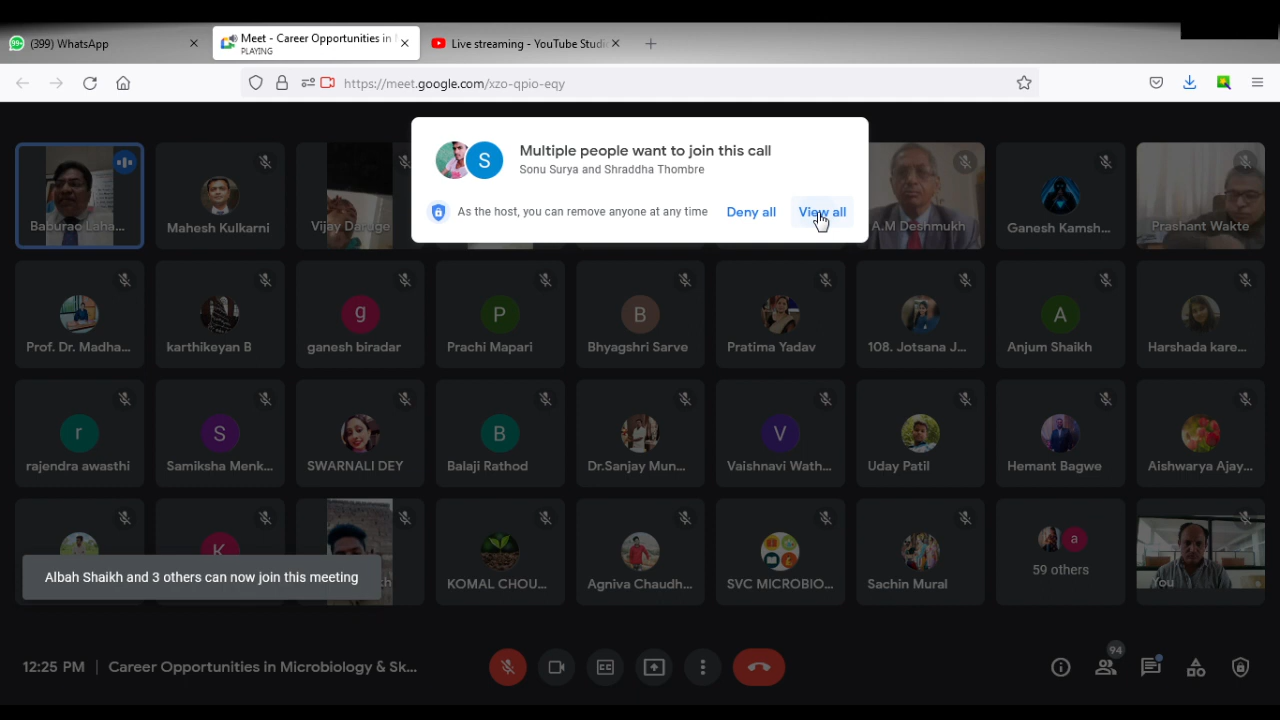 99+ (399) WhatsApp
Meet - Career Opportunities in
PLAYING
Live streaming - YouTube Studio
https://meet.google.com/xzo-qpio-eqy
S
Multiple people want to join this call
Sonu Surya and Shraddha Thombre
As the host, you can remove anyone at any time
Deny all
View all
Baburao Laha...
Mahesh Kulkarni
Vijay Daruge
A.M Deshmukh
Ganesh Kamsh...
Prashant Wakte
Prof. Dr. Madha...
karthikeyan B
g
ganesh biradar
P
Prachi Mapari
B
Bhyagshri Sarve
Pratima Yadav
108. Jotsana J...
A
Anjum Shaikh
Harshada kare...
r
rajendra awasthi
S
Samiksha Menk...
SWARNALI DEY
B
Balaji Rathod
Dr.Sanjay Mun...
V
Vaishnavi Wath...
Uday Patil
Hemant Bagwe
Aishwarya Ajay...
K
KOMAL CHOU...
Agniva Chaudh...
SVC MICROBIO...
Sachin Mural
a
59 others
You
Albah Shaikh and 3 others can now join this meeting
12:25 PM | Career Opportunities in Microbiology & Sk...
94